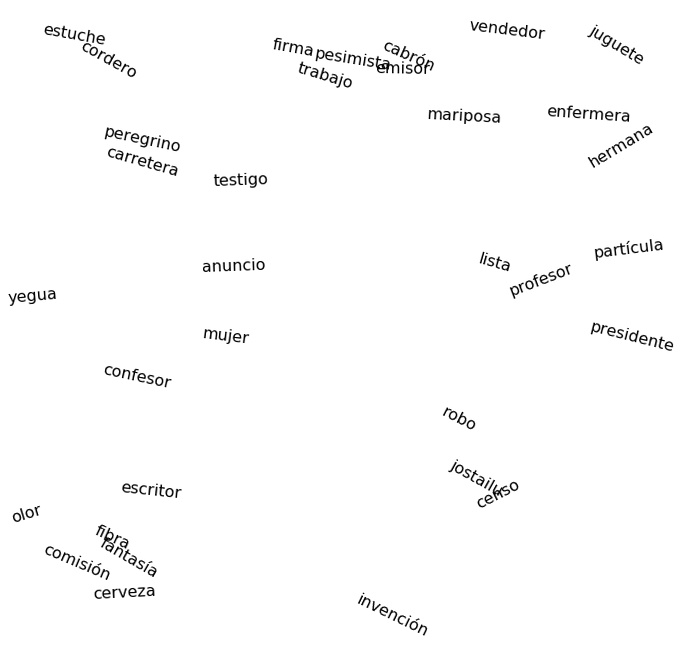 estuche
cordero
firma
pesimista
cabrón
emisor
trabajo
vendedor
juguete
mariposa
enfermera
hermana
peregrino
carretera
testigo
anuncio
lista
profesor
partícula
yegua
mujer
presidente
confesor
robo
jostailu
censo
escritor
olor
fibra
fantasía
comisión
cerveza
invención